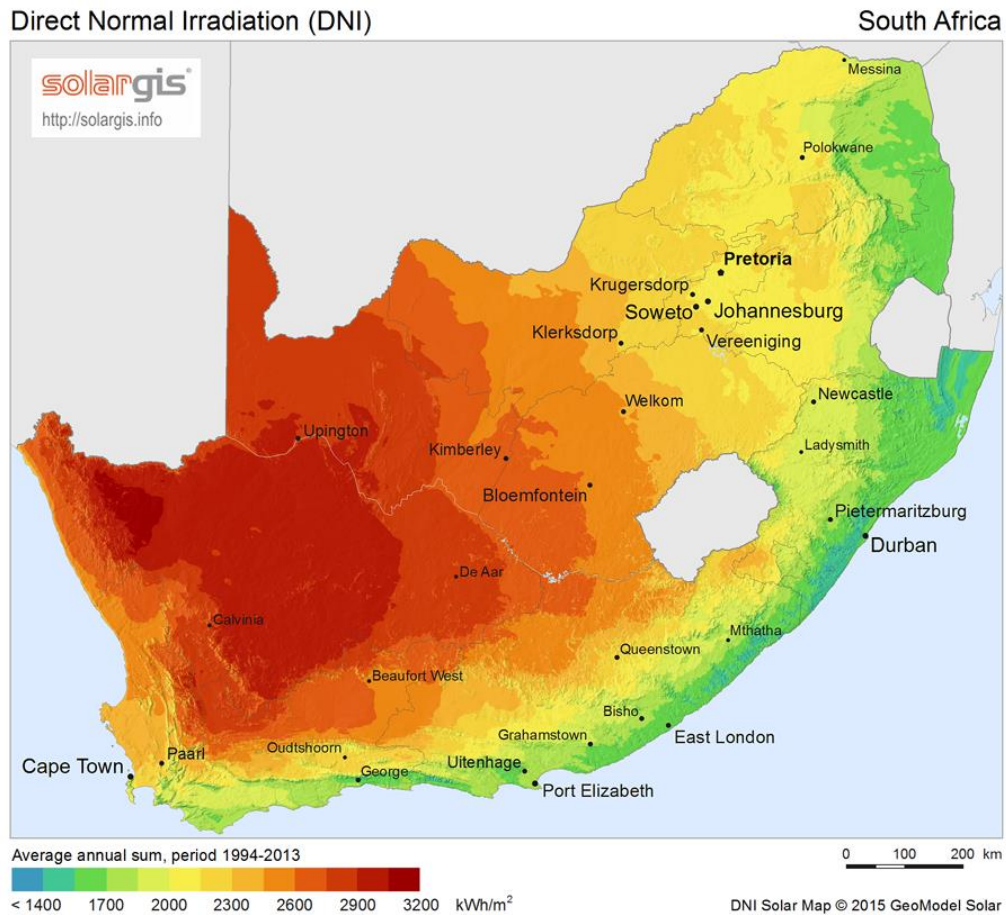 Direct Normal Irradiation (DNI)
South Africa
solargis
http://solargis.info
Messina
Polokwane
Pretoria
Krugersdorp
Soweto
Johannesburg
Klerksdorp
Vereeniging
Welkom
Newcastle
Upington
Ladysmith
Kimberley
Bloemfontein
Pietermaritzburg
Durban
De Aar
Calvinia
Mthatha
Queenstown
Beaufort West
Bisho
East London
Grahamstown
Oudtshoorn
Paarl
Cape Town
George
Uitenhage
Port Elizabeth
Average annual sum, period 1994-2013
0 100 200 km
< 1400 1700 2000 2300 2600 2900 3200 kWh/m²
DNI Solar Map © 2015 GeoModel Solar